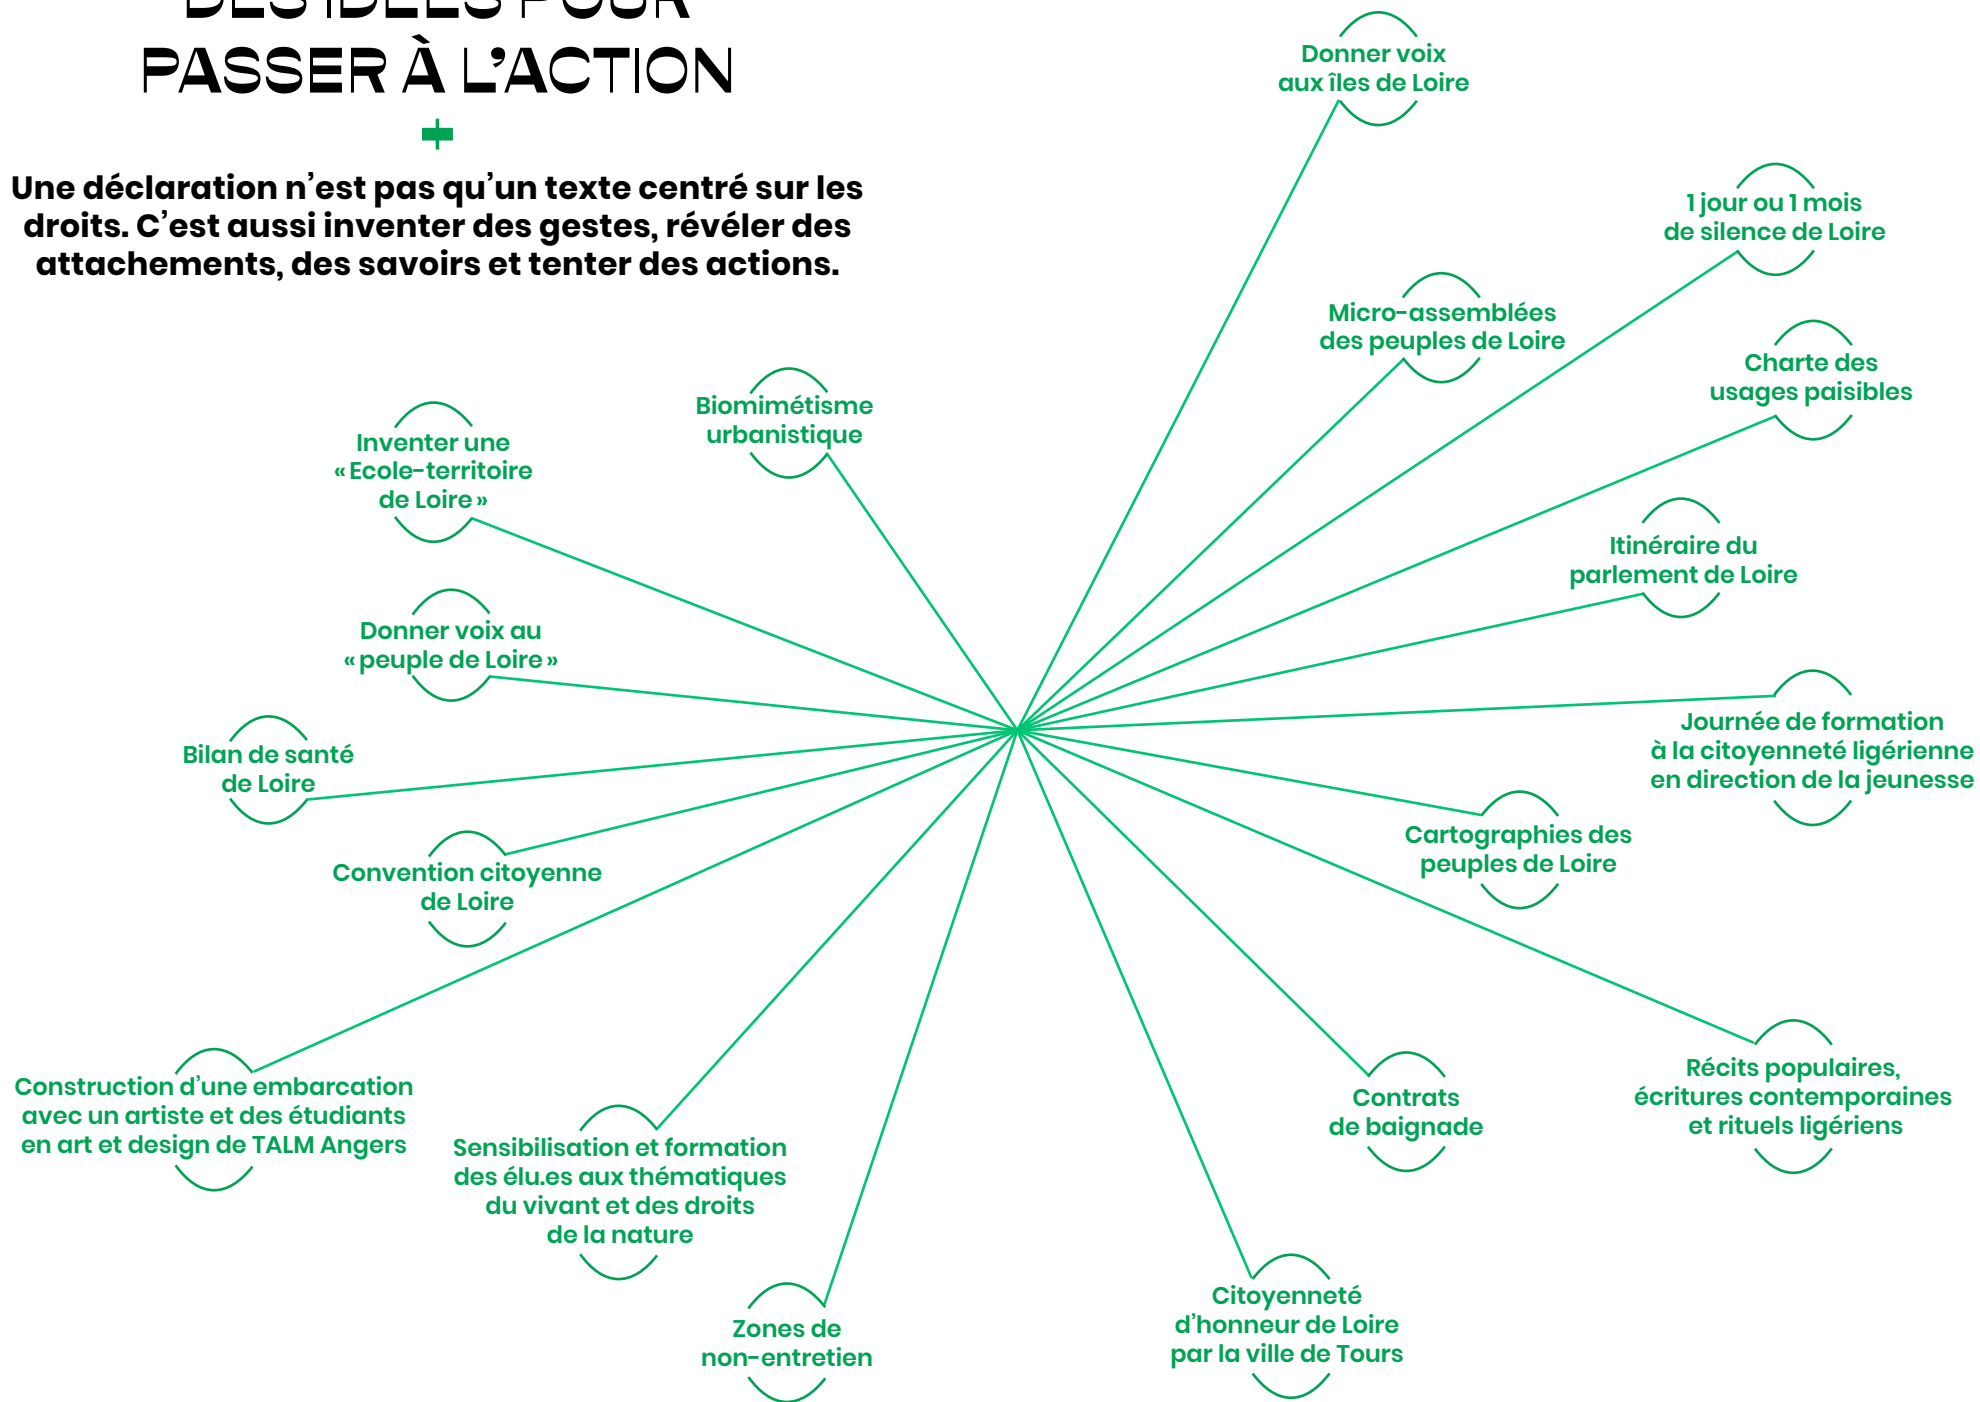 DES IDÉES POUR
PASSER À L’ACTION
Une déclaration n’est pas qu’un texte centré sur les
droits. C’est aussi inventer des gestes, révéler des
attachements, des savoirs et tenter des actions.
Donner voix
aux îles de Loire
1 jour ou 1 mois
de silence de Loire
Micro-assemblées
des peuples de Loire
Charte des
usages paisibles
Biomimétisme
urbanistique
Inventer une
« Ecole-territoire
de Loire »
Itinéraire du
parlement de Loire
Donner voix au
« peuple de Loire »
Journée de formation
à la citoyenneté ligérienne
en direction de la jeunesse
Bilan de santé
de Loire
Cartographies des
peuples de Loire
Convention citoyenne
de Loire
Récits populaires,
écritures contemporaines
et rituels ligériens
Construction d’une embarcation
avec un artiste et des étudiants
en art et design de TALM Angers
Contrats
de baignade
Sensibilisation et formation
des élu.es aux thématiques
du vivant et des droits
de la nature
Citoyenneté
d’honneur de Loire
par la ville de Tours
Zones de
non-entretien